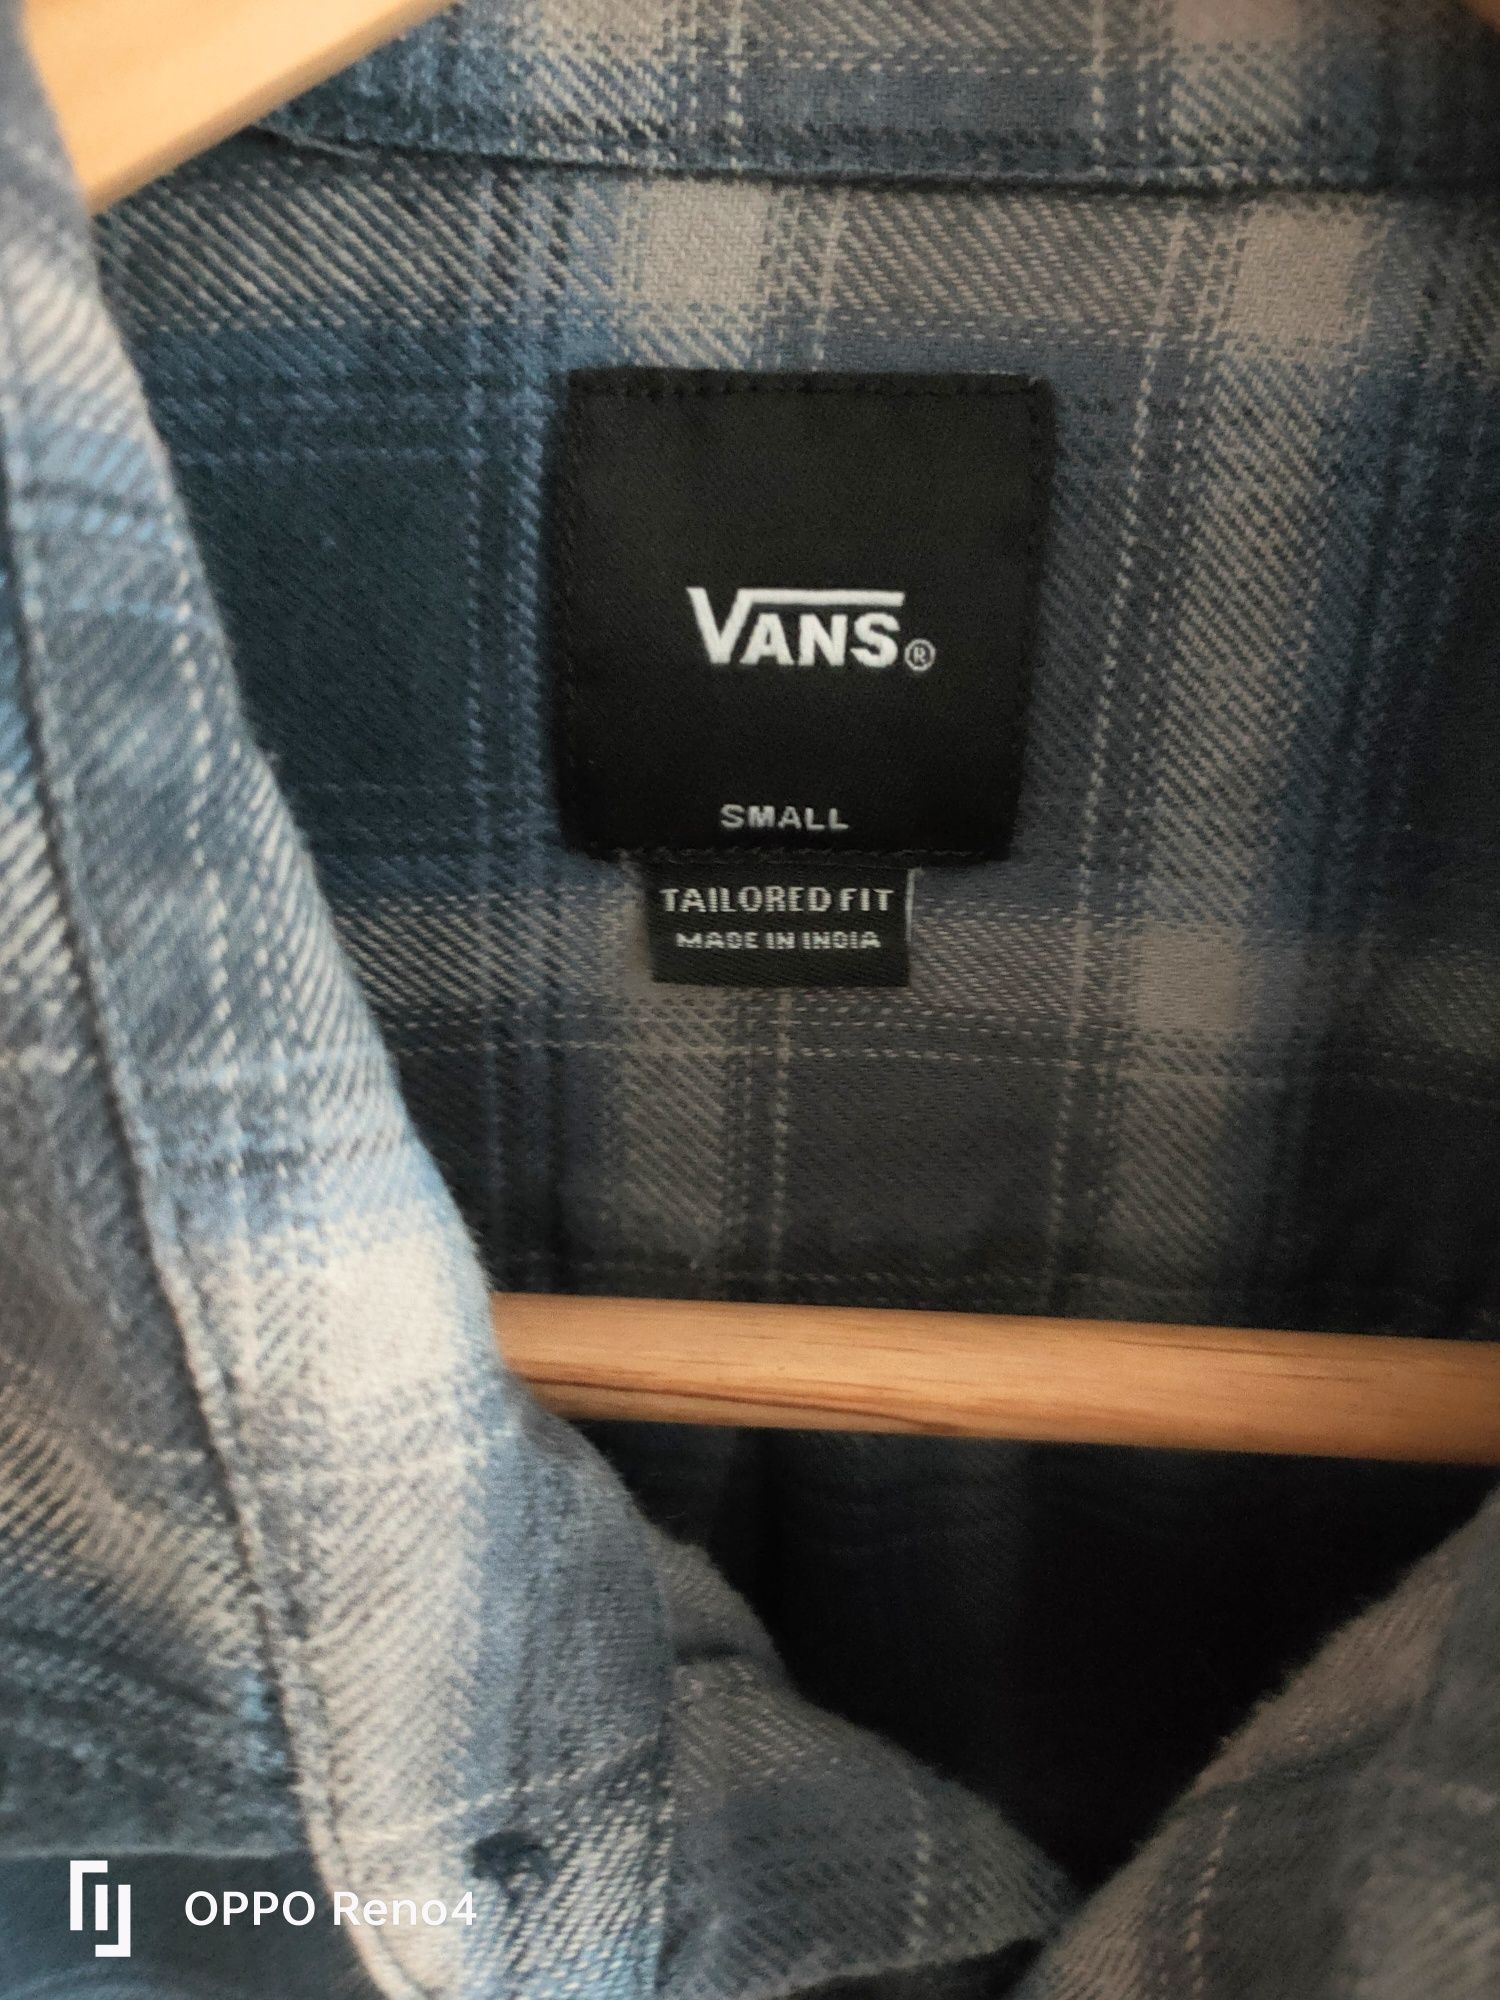 VANS®
SMALL
TAILORED FIT
MADE IN INDIA
OPPO Reno4